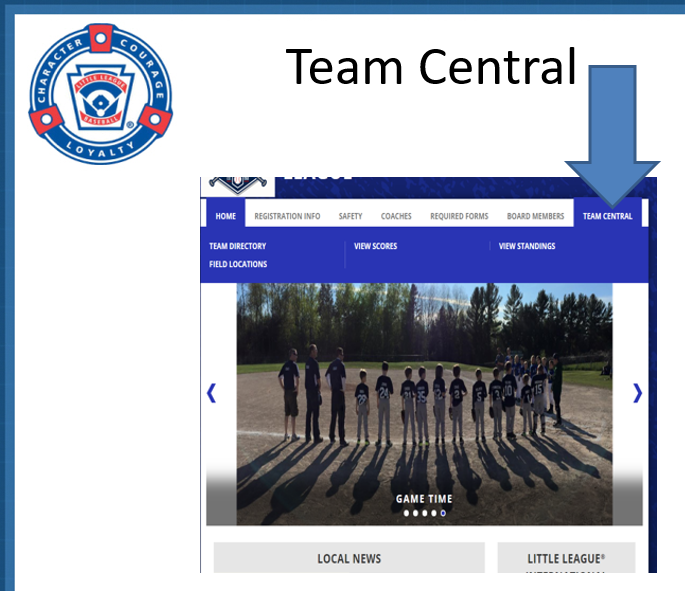 Team Central
CHARACTER
COURAGE
LOYALTY
LITTLE LEAGUE
BASEBALL
®
HOME REGISTRATION INFO SAFETY COACHES REQUIRED FORMS BOARD MEMBERS TEAM CENTRAL
TEAM DIRECTORY VIEW SCORES VIEW STANDINGS
FIELD LOCATIONS
GAME TIME
LOCAL NEWS LITTLE LEAGUE®